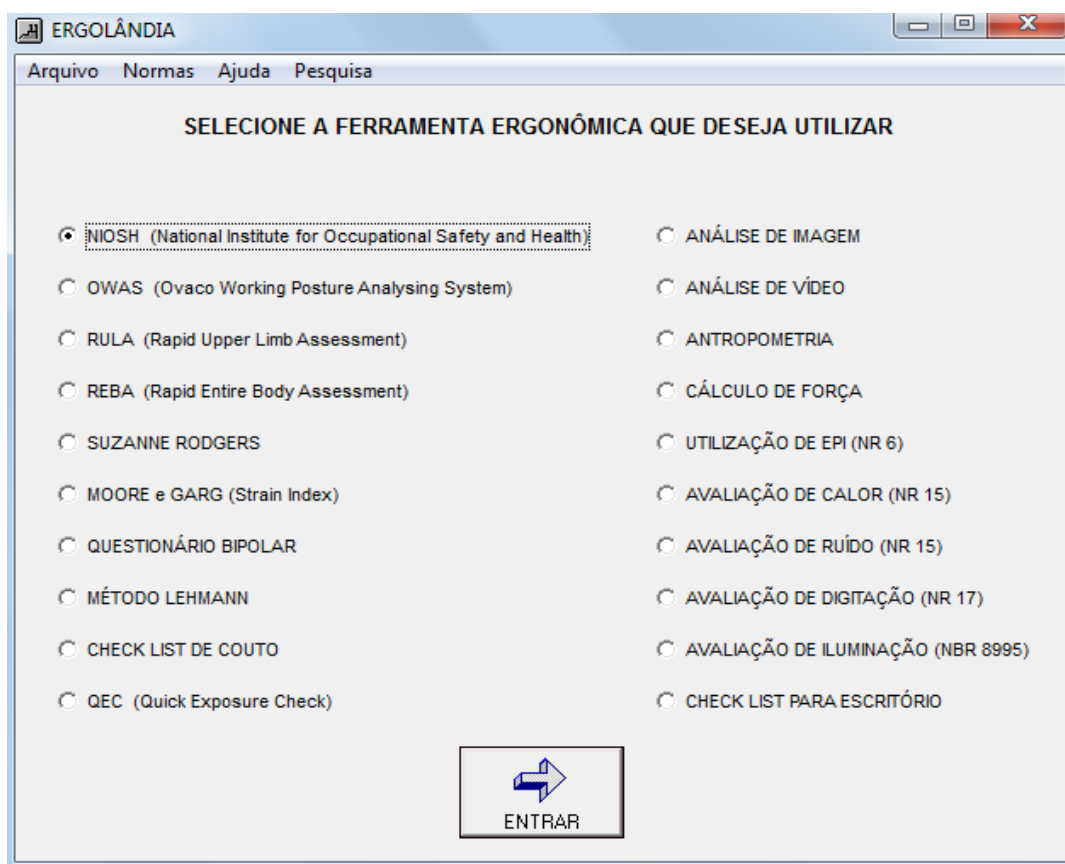 ERGOLÂNDIA
Arquivo Normas Ajuda Pesquisa
SELECIONE A FERRAMENTA ERGONÔMICA QUE DESEJA UTILIZAR
NIOSH (National Institute for Occupational Safety and Health)
OWAS (Ovaco Working Posture Analysing System)
RULA (Rapid Upper Limb Assessment)
REBA (Rapid Entire Body Assessment)
SUZANNE RODGERS
MOORE e GARG (Strain Index)
QUESTIONÁRIO BIPOLAR
MÉTODO LEHMANN
CHECK LIST DE COUTO
QEC (Quick Exposure Check)
ANÁLISE DE IMAGEM
ANÁLISE DE VÍDEO
ANTROPOMETRIA
CÁLCULO DE FORÇA
UTILIZAÇÃO DE EPI (NR 6)
AVALIAÇÃO DE CALOR (NR 15)
AVALIAÇÃO DE RUÍDO (NR 15)
AVALIAÇÃO DE DIGITAÇÃO (NR 17)
AVALIAÇÃO DE ILUMINAÇÃO (NBR 8995)
CHECK LIST PARA ESCRITÓRIO
ENTRAR